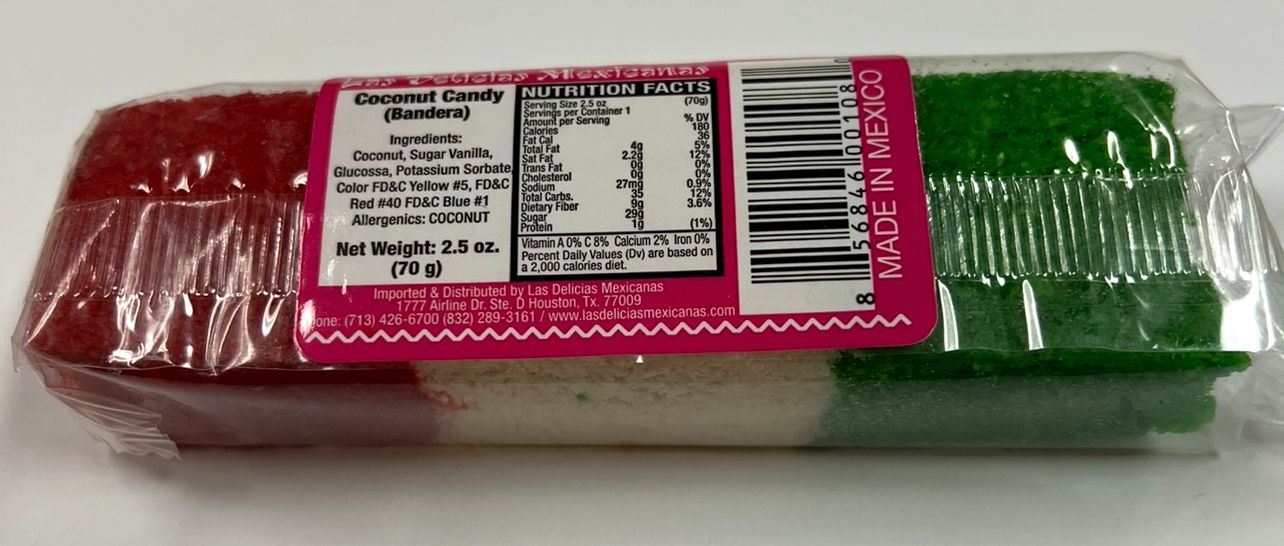 Las Delicias Mexicanas
Coconut Candy
(Bandera)
Ingredients:
Coconut, Sugar Vanilla,
Glucossa, Potassium Sorbate,
Color FD&C Yellow #5, FD&C
Red #40 FD&C Blue #1
Allergenics: COCONUT
Net Weight: 2.5 oz.
(70 g)
NUTRITION FACTS
Serving Size 2.5 oz (70g)
Servings per Container 1
Amount per Serving % DV
Calories 180
Fat Cal 36
Total Fat 4g 5%
Sat Fat 2.2g 12%
Trans Fat 0g 0%
Cholesterol 0g 0%
Sodium 27mg 0.9%
Total Carbs. 35 12%
Dietary Fiber 9g 3.6%
Sugar 29g
Protein 1g (1%)
Vitamin A 0% C 8% Calcium 2% Iron 0%
Percent Daily Values (Dv) are based on
a 2,000 calories diet.
Imported & Distributed by Las Delicias Mexicanas
1777 Airline Dr. Ste. D Houston, Tx. 77009
one: (713) 426-6700 (832) 289-3161 / www.lasdeliciasmexicanas.com
8 56846 00108 0
MADE IN MEXICO